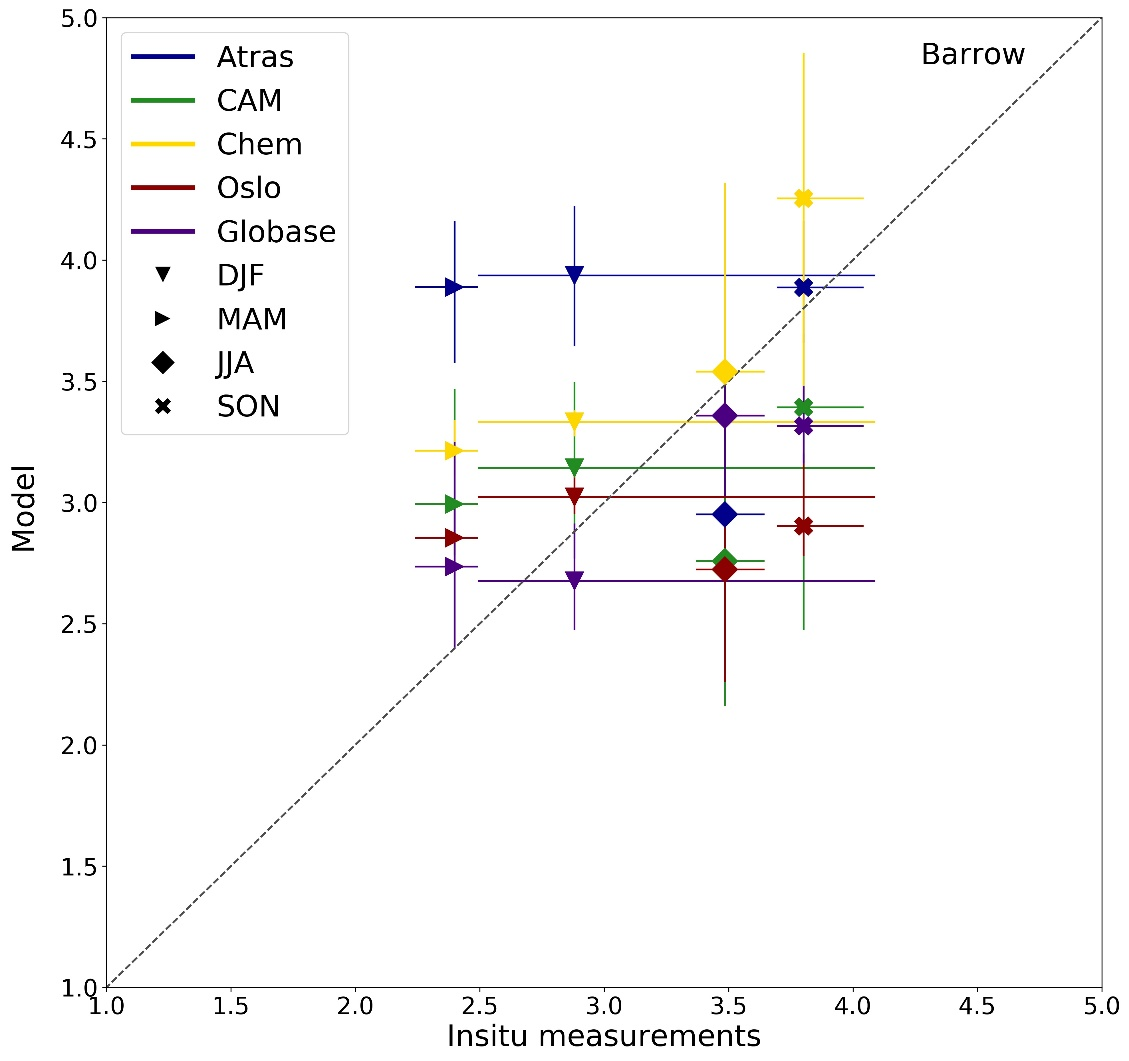 Barrow
Atras
CAM
Chem
Oslo
Globase
DJF
MAM
JJA
SON
Model
5.0
4.5
4.0
3.5
3.0
2.5
2.0
1.5
1.0
1.0 1.5 2.0 2.5 3.0 3.5 4.0 4.5 5.0
Insitu measurements